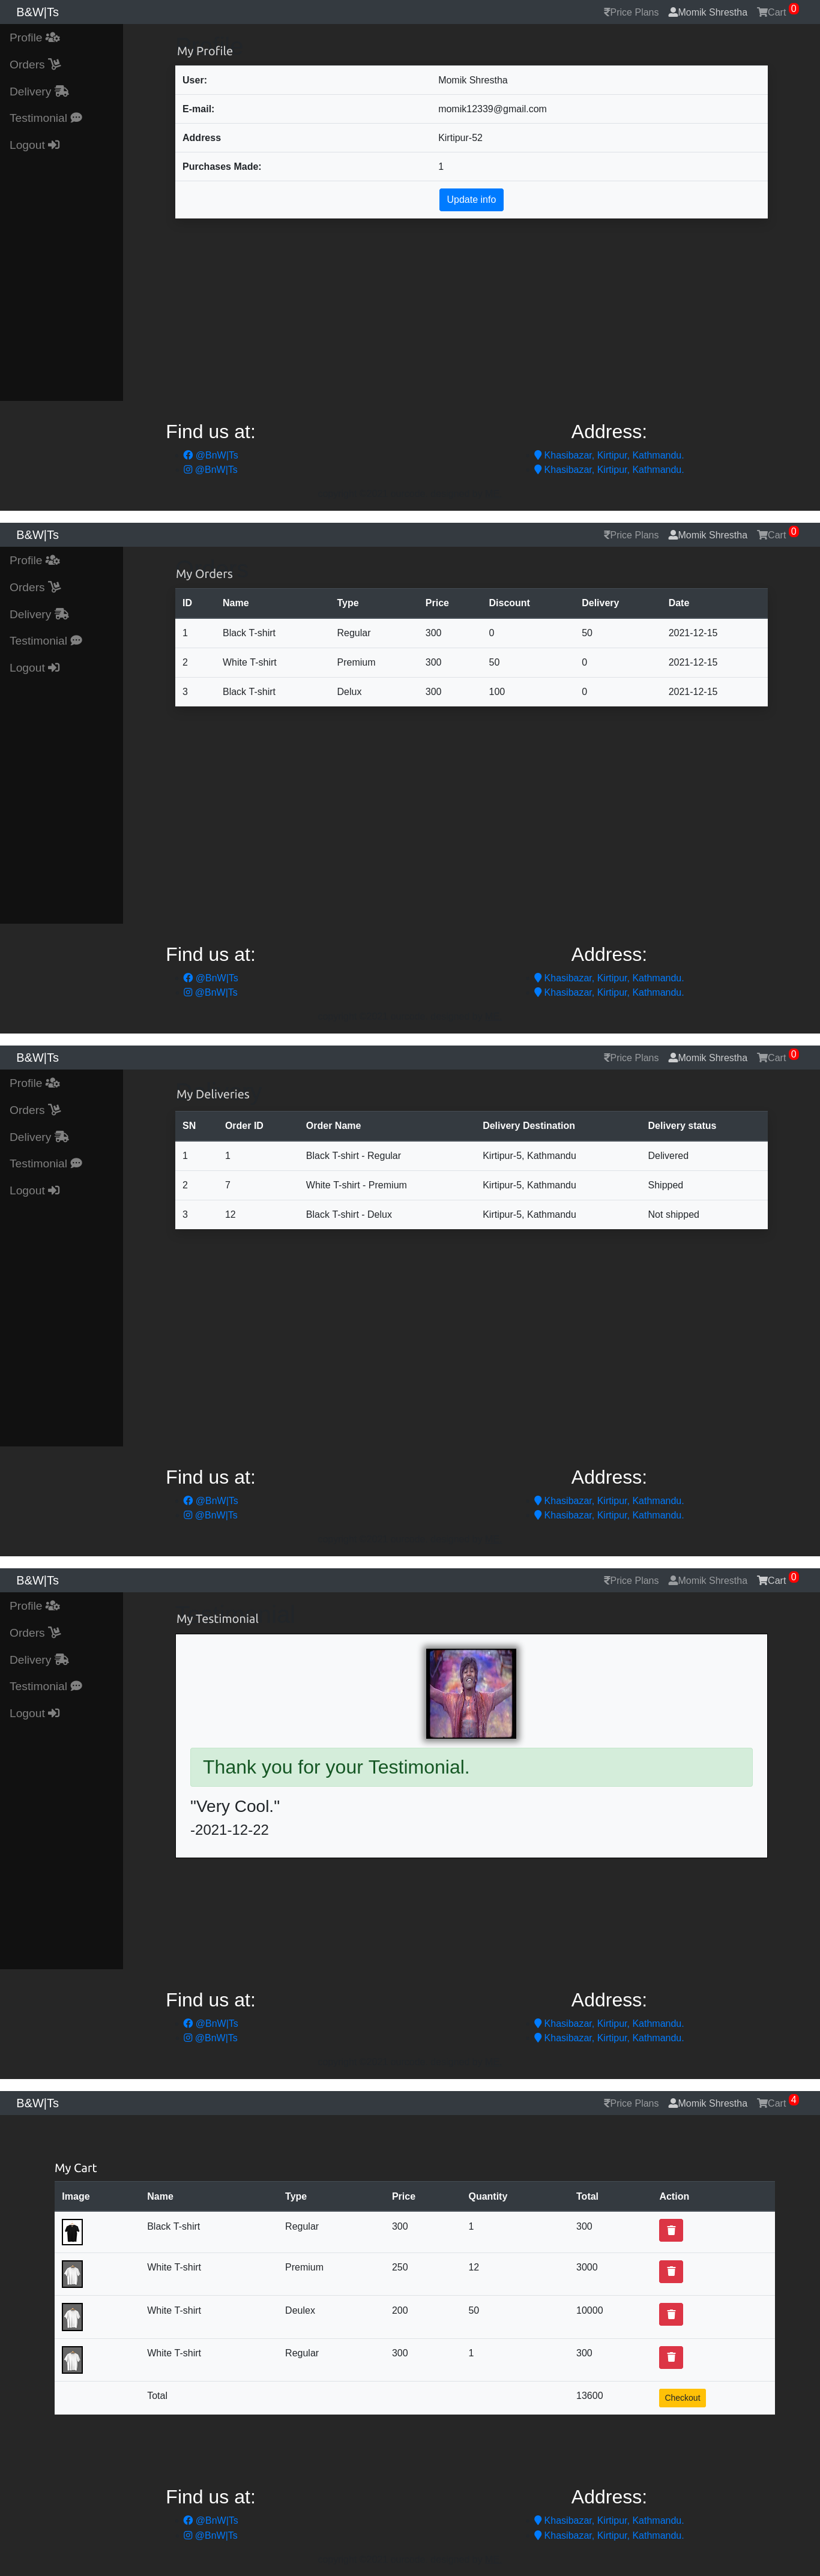 B&W|Ts Price Plans Momik Shrestha Cart 0
Profile
Orders
Delivery
Testimonial
Logout
My Profile
User: Momik Shrestha
E-mail: momik12339@gmail.com
Address Kirtipur-52
Purchases Made: 1
Update info
Find us at: Address:
@BnW|Ts Khasibazar, Kirtipur, Kathmandu.
@BnW|Ts Khasibazar, Kirtipur, Kathmandu.
B&W|Ts Price Plans Momik Shrestha Cart 0
Profile
Orders
Delivery
Testimonial
Logout
My Orders
ID Name Type Price Discount Delivery Date
1 Black T-shirt Regular 300 0 50 2021-12-15
2 White T-shirt Premium 300 50 0 2021-12-15
3 Black T-shirt Delux 300 100 0 2021-12-15
Find us at: Address:
@BnW|Ts Khasibazar, Kirtipur, Kathmandu.
@BnW|Ts Khasibazar, Kirtipur, Kathmandu.
B&W|Ts Price Plans Momik Shrestha Cart 0
Profile
Orders
Delivery
Testimonial
Logout
My Deliveries
SN Order ID Order Name Delivery Destination Delivery status
1 1 Black T-shirt - Regular Kirtipur-5, Kathmandu Delivered
2 7 White T-shirt - Premium Kirtipur-5, Kathmandu Shipped
3 12 Black T-shirt - Delux Kirtipur-5, Kathmandu Not shipped
Find us at: Address:
@BnW|Ts Khasibazar, Kirtipur, Kathmandu.
@BnW|Ts Khasibazar, Kirtipur, Kathmandu.
B&W|Ts Price Plans Momik Shrestha Cart 0
Profile
Orders
Delivery
Testimonial
Logout
My Testimonial
Thank you for your Testimonial.
"Very Cool."
-2021-12-22
Find us at: Address:
@BnW|Ts Khasibazar, Kirtipur, Kathmandu.
@BnW|Ts Khasibazar, Kirtipur, Kathmandu.
B&W|Ts Price Plans Momik Shrestha Cart 4
My Cart
Image Name Type Price Quantity Total Action
Black T-shirt Regular 300 1 300
White T-shirt Premium 250 12 3000
White T-shirt Deulex 200 50 10000
White T-shirt Regular 300 1 300
Total 13600 Checkout
Find us at: Address:
@BnW|Ts Khasibazar, Kirtipur, Kathmandu.
@BnW|Ts Khasibazar, Kirtipur, Kathmandu.